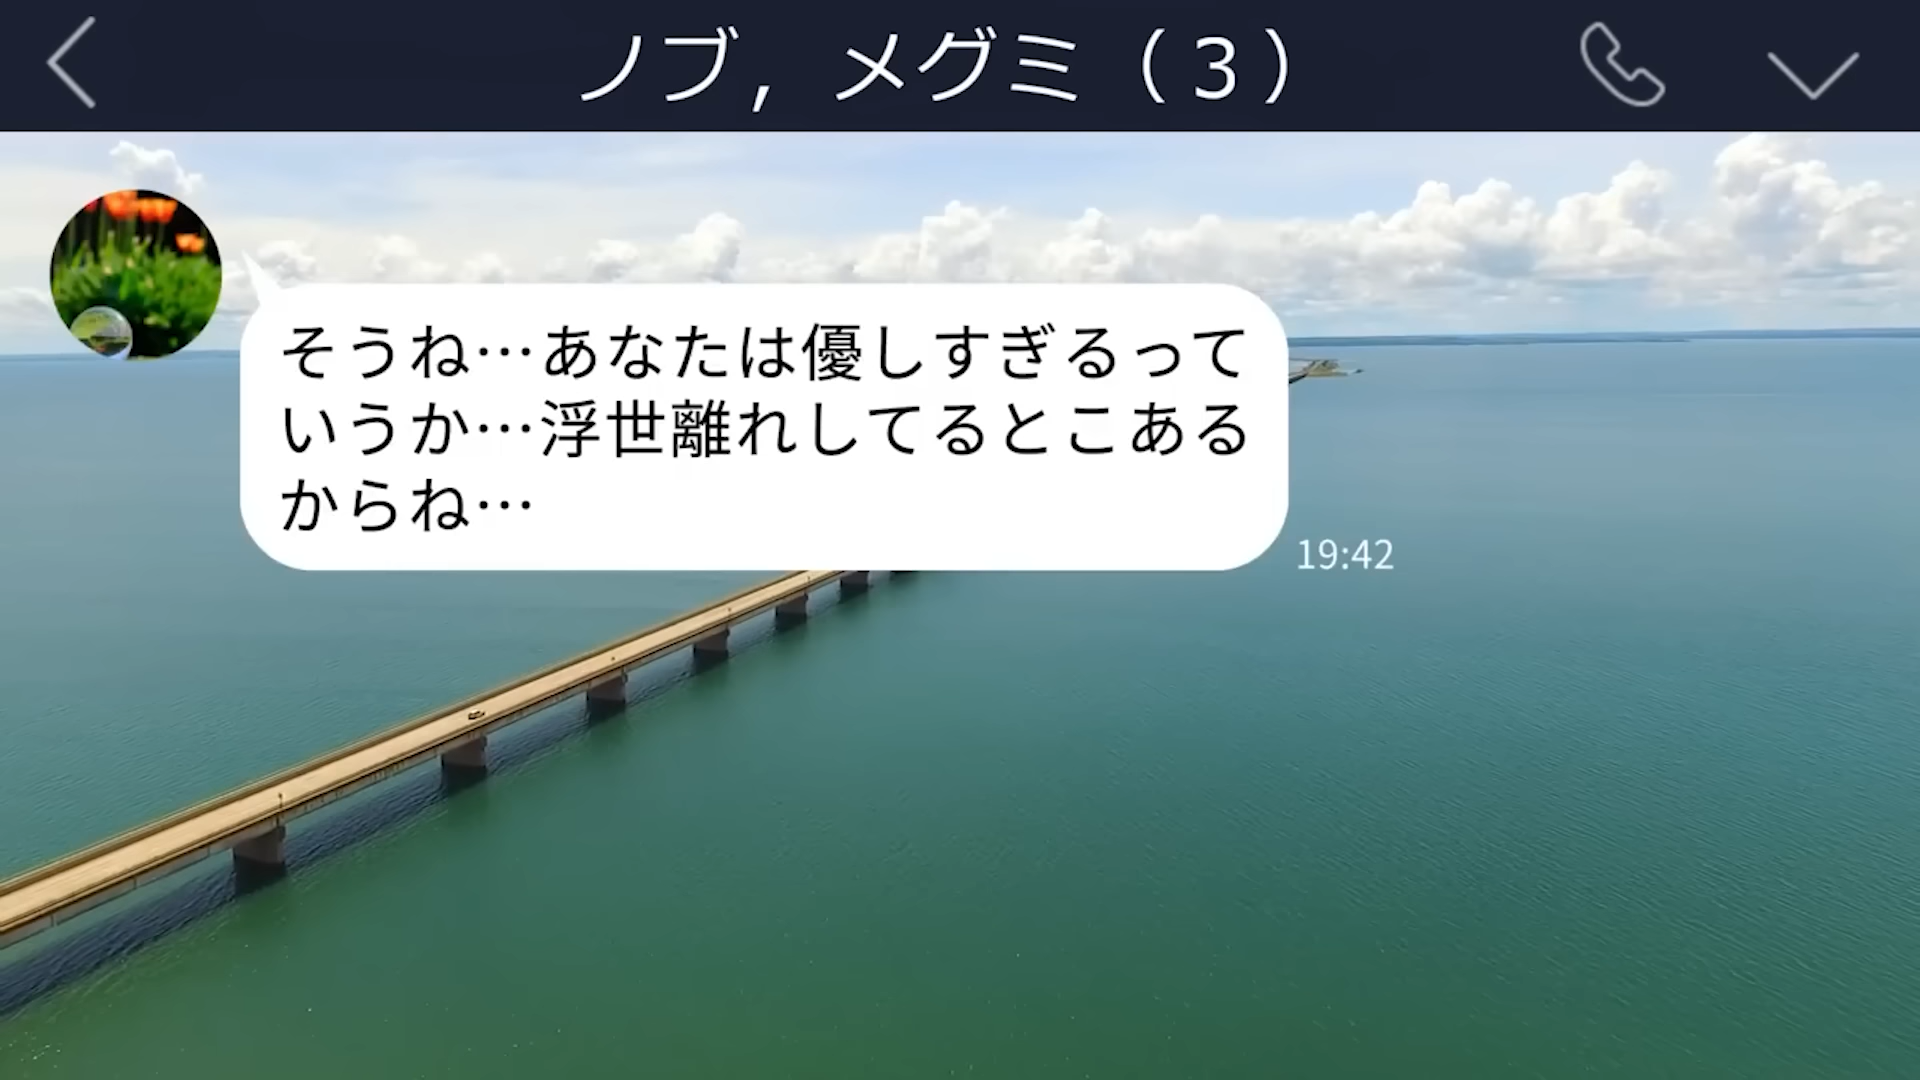 ノブ，メグミ（３）
そうね…あなたは優しすぎるって
いうか…浮世離れしてるとこある
からね…
19:42